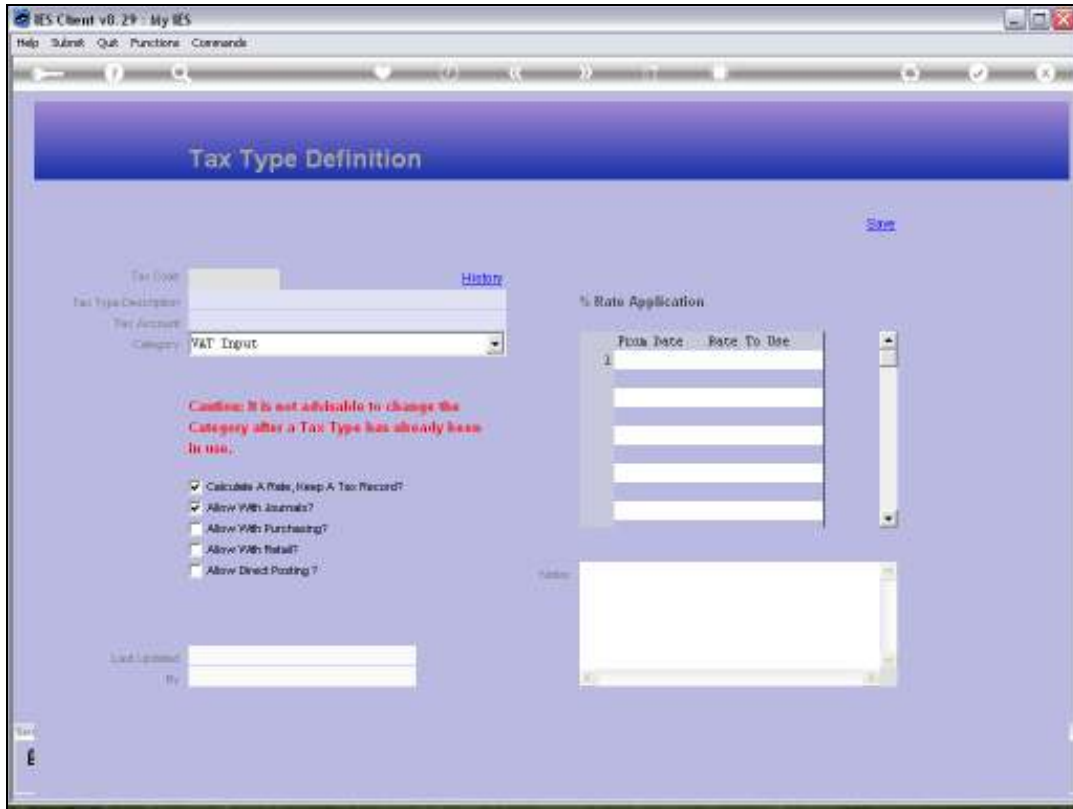 IES Client v8.29 : My IES
Help Submit Quit Functions Commands
Tax Type Definition
Save
Tax Code
History
Tax Type Description
% Rate Application
Tax Account
Category VAT Input
From Date Rate To Use
1
Caution: It is not advisable to change the
Category after a Tax Type has already been
in use.
Calculate A Rate, Keep A Tax Record?
Allow With Journals?
Allow With Purchasing?
Allow With Retail?
Allow Direct Posting ?
Notes
Last Updated
By